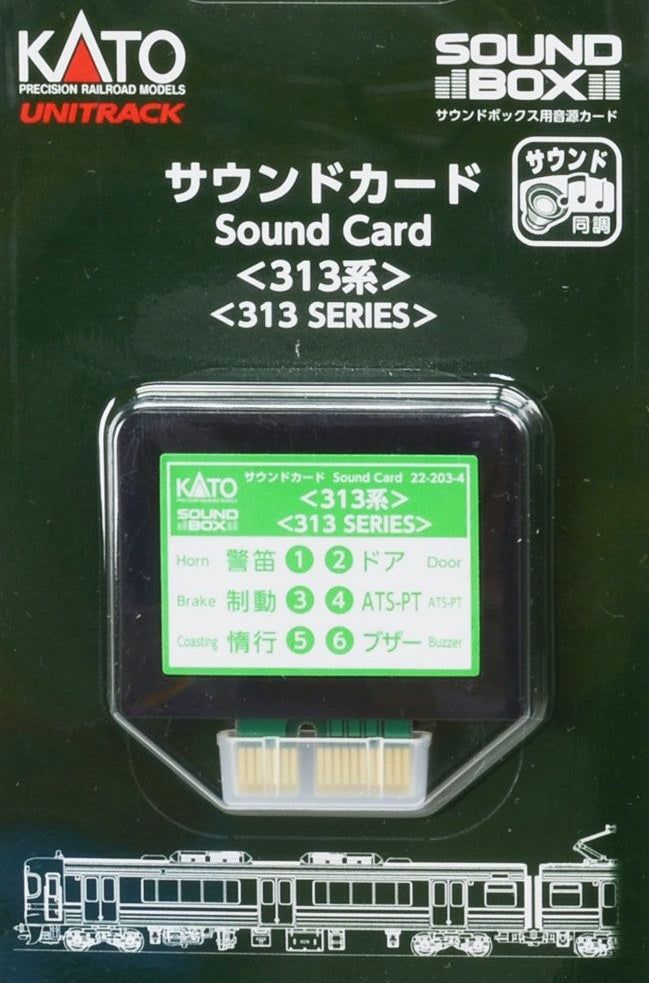 KATO
PRECISION RAILROAD MODELS
UNITRACK
SOUND
BOX
サウンドボックス用音源カード
サウンド
同調
サウンドカード
Sound Card
<313系>
<313 SERIES>
KATO
PRECISION RAILROAD MODELS
SOUND
BOX
サウンドカード Sound Card 22-203-4
<313系>
<313 SERIES>
Horn 警笛 1 2 ドア Door
Brake 制動 3 4 ATS-PT ATS-PT
Coasting 惰行 5 6 ブザー Buzzer